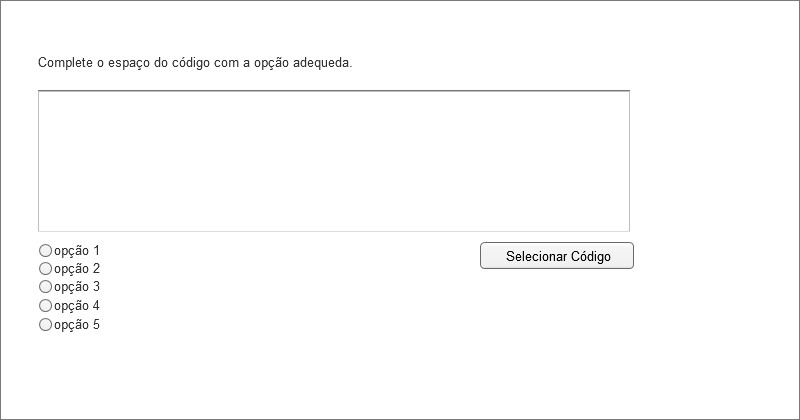 Complete o espaço do código com a opção adequeda.
opção 1
Selecionar Código
opção 2
opção 3
opção 4
opção 5